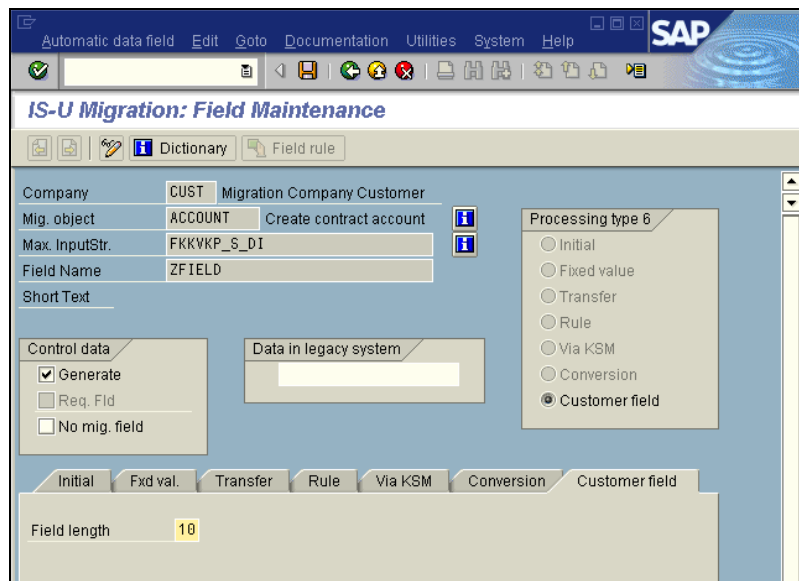 Automatic data field Edit Goto Documentation Utilities System Help
SAP
IS-U Migration: Field Maintenance
Dictionary Field rule
Company CUST Migration Company Customer
Mig. object ACCOUNT Create contract account
Max. InputStr. FKKVKP_S_DI
Field Name ZFIELD
Short Text
Processing type 6
Initial
Fixed value
Transfer
Rule
Via KSM
Conversion
Customer field
Control data
Generate
Req. Fld
No mig. field
Data in legacy system
Initial Fxd val. Transfer Rule Via KSM Conversion Customer field
Field length 10